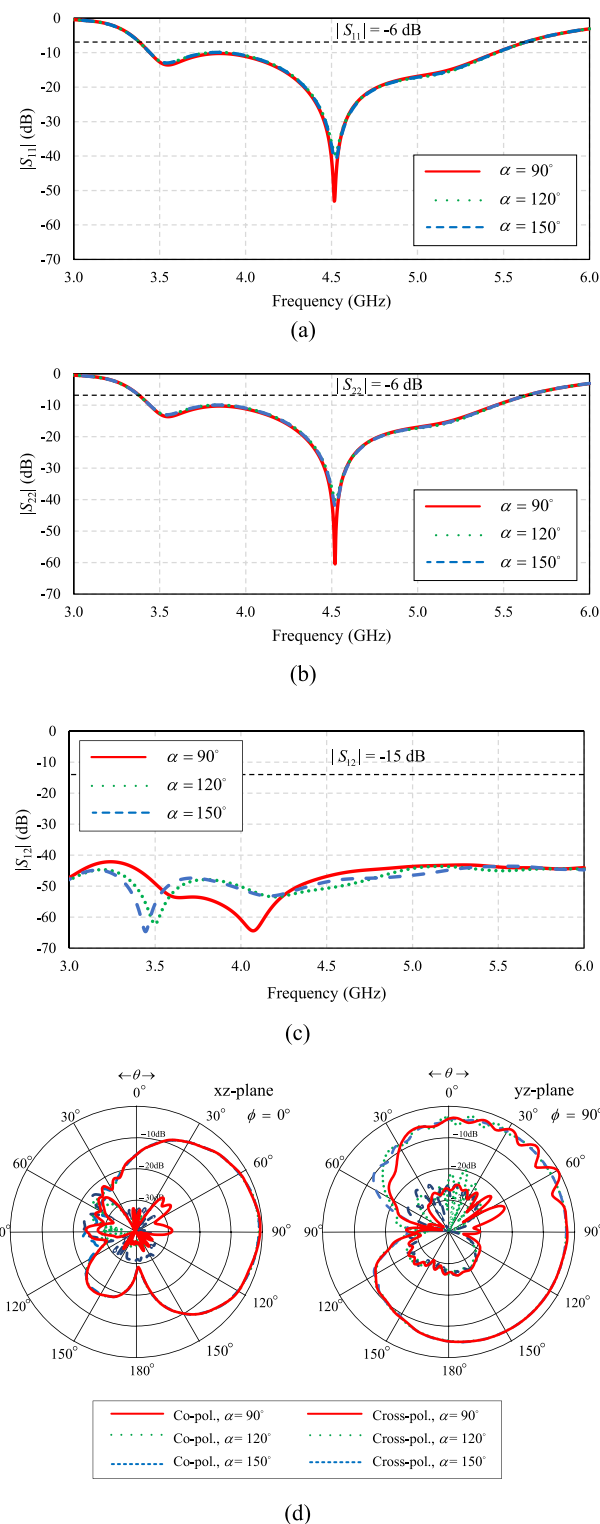 0
-10
-20
-30
-40
-50
-60
-70
|S11| (dB)
| S11| = -6 dB
α = 90°
α = 120°
α = 150°
3.0 3.5 4.0 4.5 5.0 5.5 6.0
Frequency (GHz)
(a)
0
-10
-20
-30
-40
-50
-60
-70
|S22| (dB)
| S22| = -6 dB
α = 90°
α = 120°
α = 150°
3.0 3.5 4.0 4.5 5.0 5.5 6.0
Frequency (GHz)
(b)
0
-10
-20
-30
-40
-50
-60
-70
|S12| (dB)
α = 90°
α = 120°
α = 150°
| S12| = -15 dB
3.0 3.5 4.0 4.5 5.0 5.5 6.0
Frequency (GHz)
(c)
←θ→
xz-plane
0°
30° 30° ϕ = 0°
60° 60°
0° 90°
120° 120°
150° 150°
180°
−10dB
−20dB
−30dB
←θ→
yz-plane
0°
30° 30° ϕ = 90°
60° 60°
90° 90°
120° 120°
150° 150°
180°
−10dB
−20dB
Co-pol., α= 90° Cross-pol., α= 90°
Co-pol., α= 120° Cross-pol., α= 120°
Co-pol., α= 150° Cross-pol., α= 150°
(d)